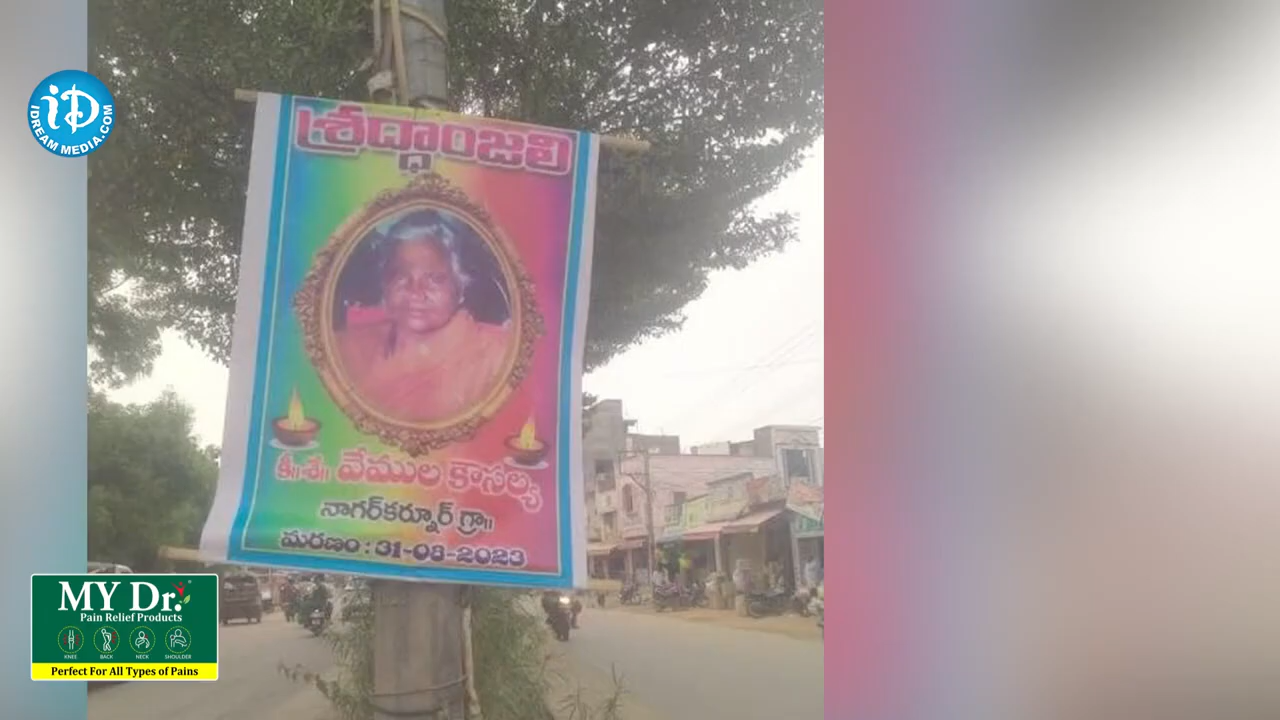 శ్రద్ధాంజలి
కీ॥శే॥ వేముల కౌసల్య
నాగర్‌కర్నూర్ గ్రా॥
మరణం : 31-08-2023
iD
IDREAM MEDIA.COM
MY Dr.
Pain Relief Products
KNEE BACK NECK SHOULDER
Perfect For All Types of Pains